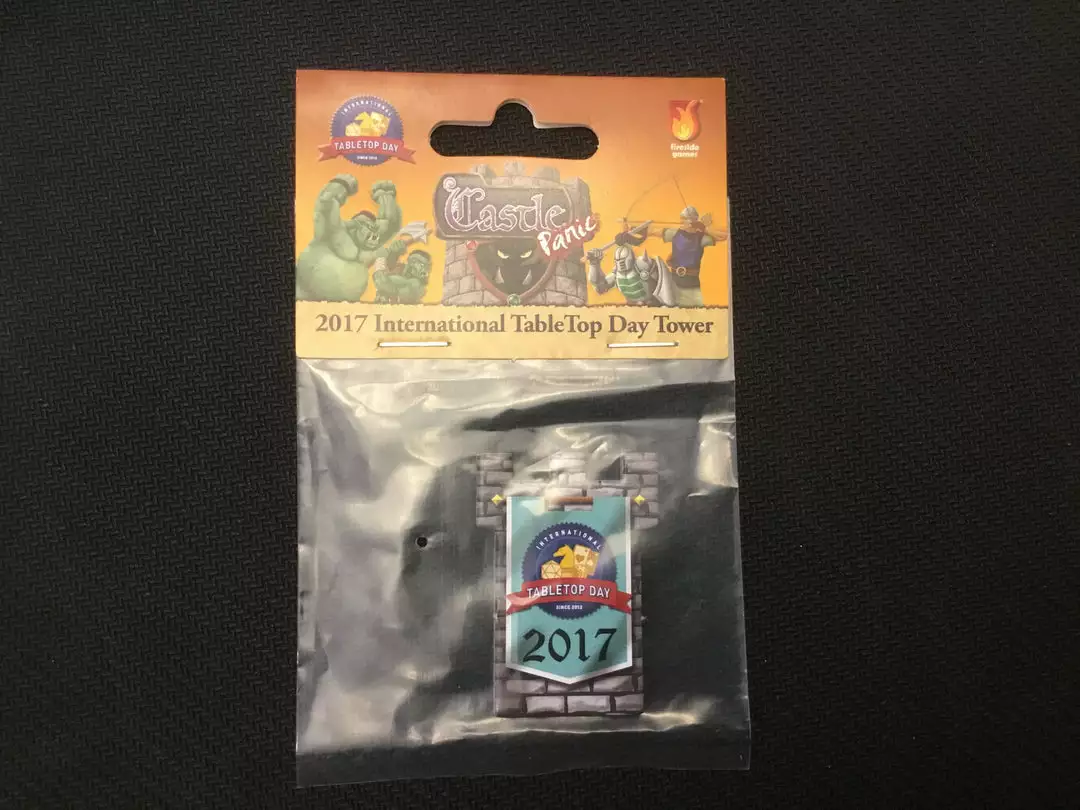 INTERNATIONAL
TABLETOP DAY
SINCE 2013
fireside
games
Castle
Panic
2017 International TableTop Day Tower
INTERNATIONAL
TABLETOP DAY
SINCE 2013
2017